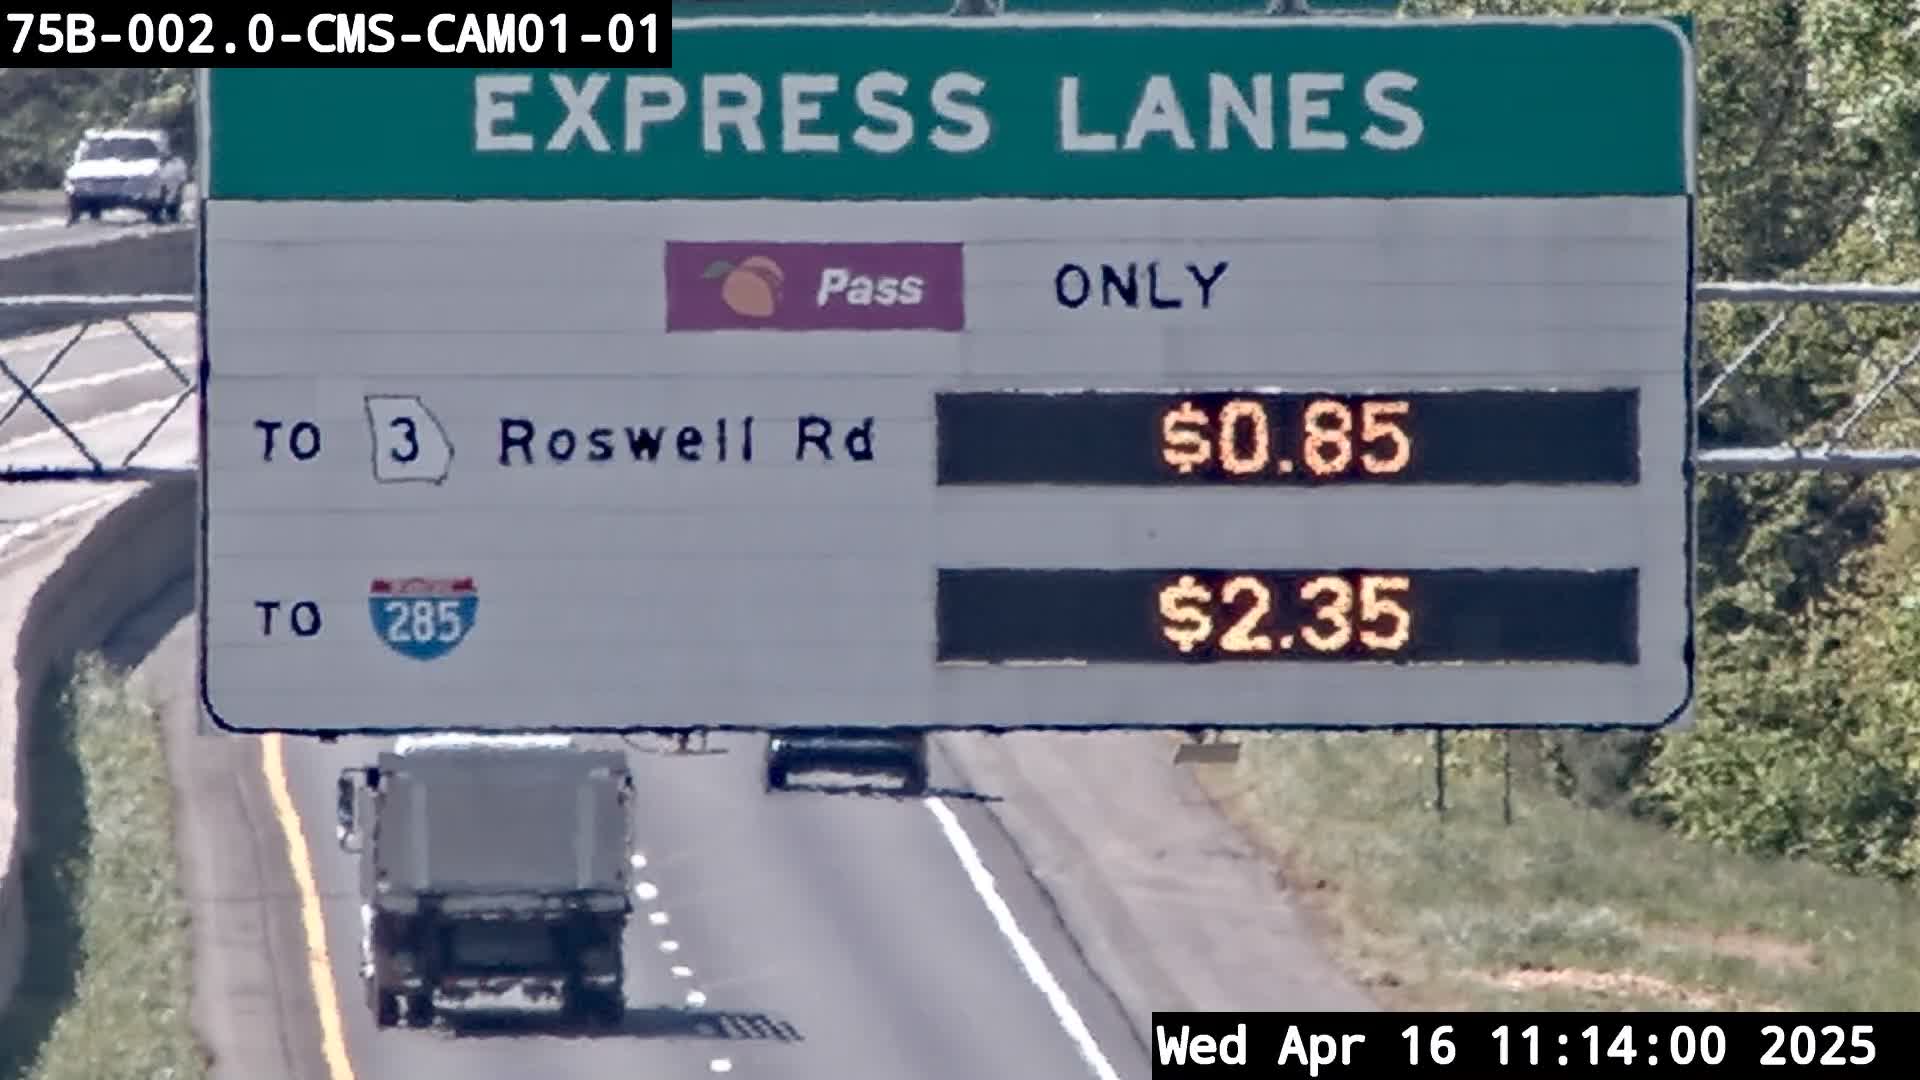 75B-002.0-CMS-CAM01-01
EXPRESS LANES
Pass ONLY
TO 3 Roswell Rd $0.85
TO 285 $2.35
Wed Apr 16 11:14:00 2025